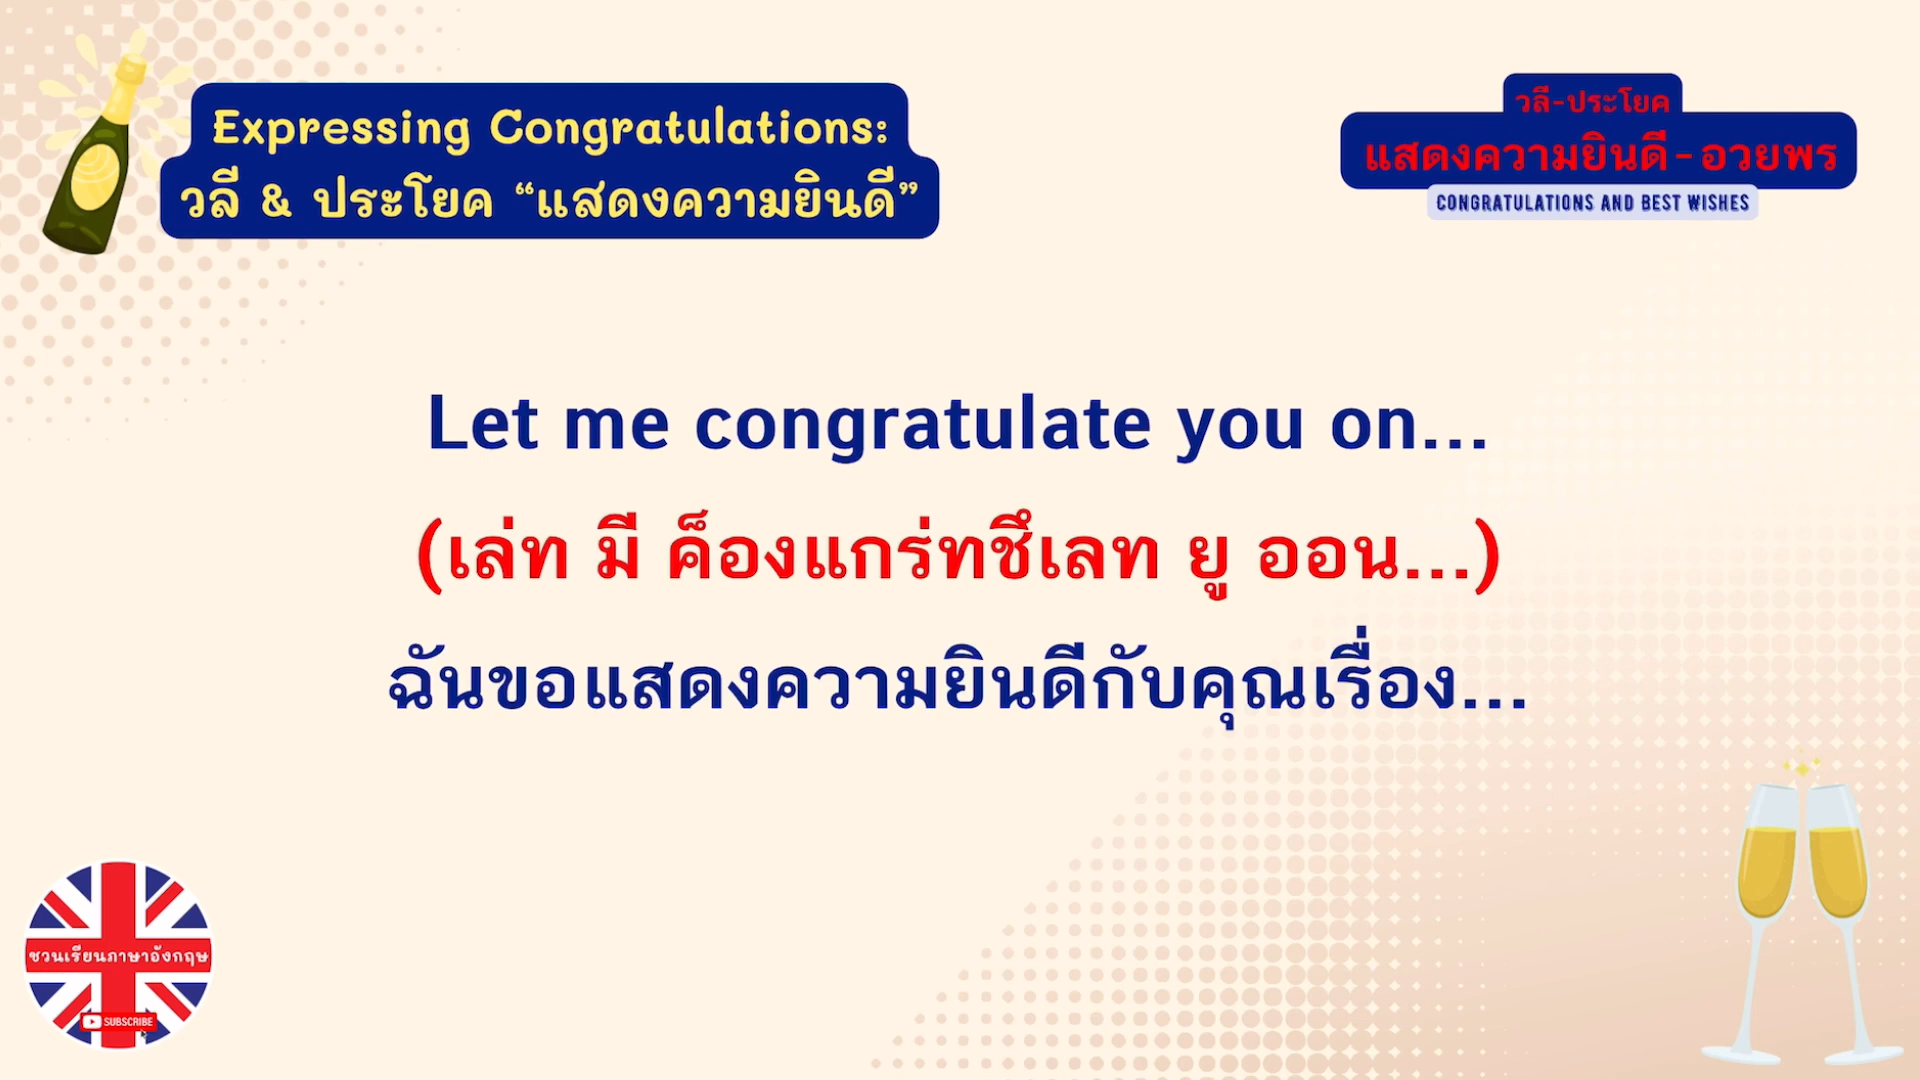 Expressing Congratulations:
วลี & ประโยค “แสดงความยินดี”
วลี-ประโยค
แสดงความยินดี-อวยพร
CONGRATULATIONS AND BEST WISHES
Let me congratulate you on...
(เล่ท มี ค็องแกร่ทชึเลท ยู ออน...)
ฉันขอแสดงความยินดีกับคุณเรื่อง...
ชวนเรียนภาษาอังกฤษ
SUBSCRIBE